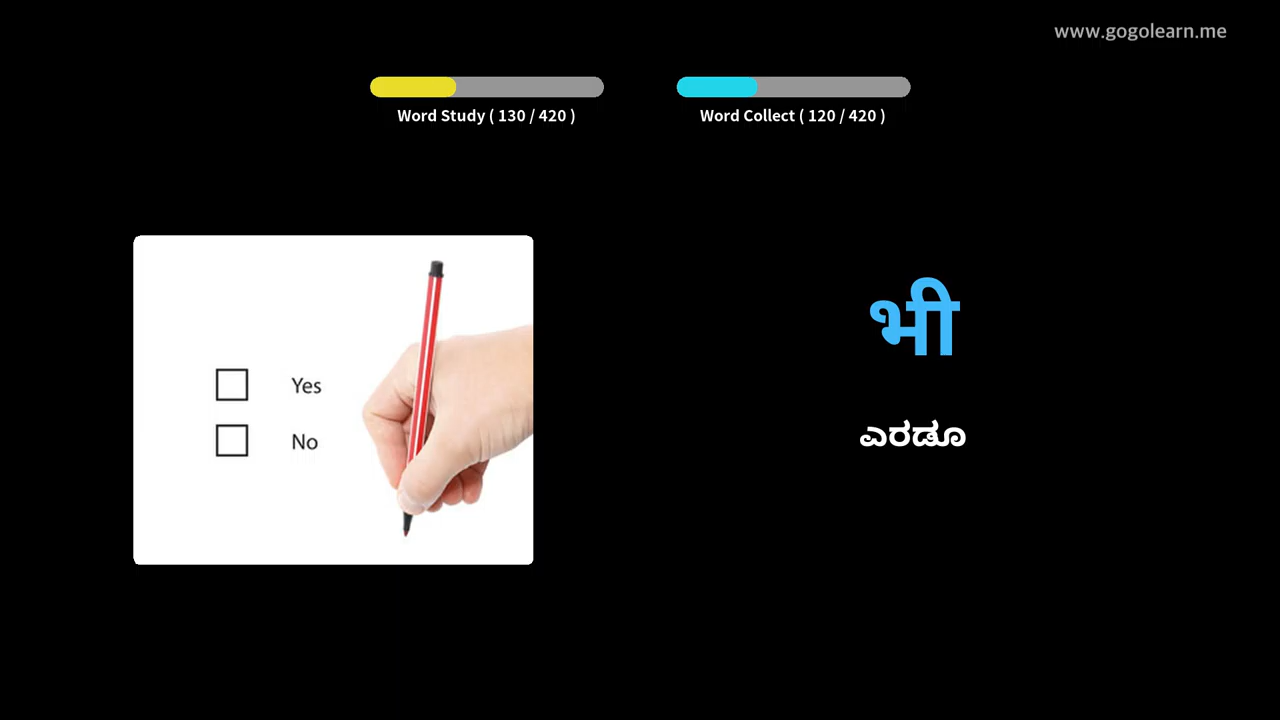 www.gogolearn.me
Word Study ( 130 / 420 )
Word Collect ( 120 / 420 )
Yes
No
भी
ಎರಡೂ